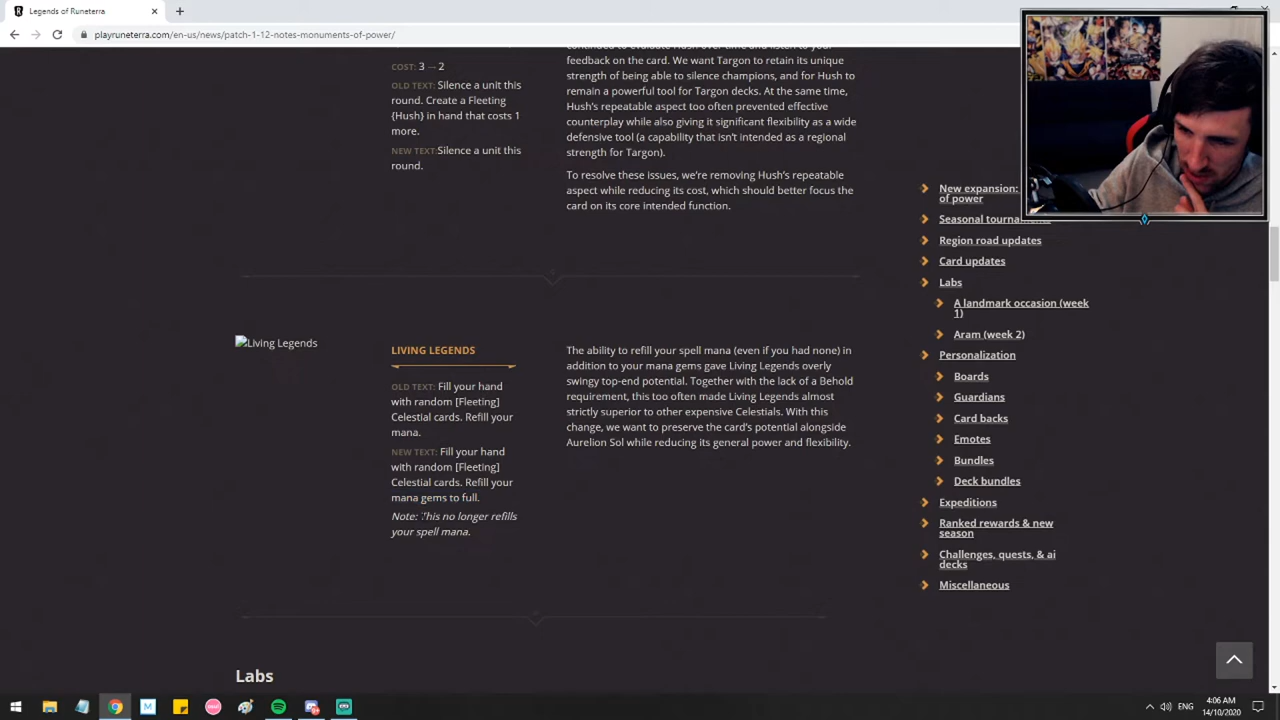 Legends of Runeterra
playruneterra.com/en-us/news/patch-1-12-notes-monuments-of-power/
COST: 3 → 2
OLD TEXT: Silence a unit this
round. Create a Fleeting
{Hush} in hand that costs 1
more.
NEW TEXT:Silence a unit this
round.
continued to evaluate Hush over time and listen to your
feedback on the card. We want Targon to retain its unique
strength of being able to silence champions, and for Hush to
remain a powerful tool for Targon decks. At the same time,
Hush's repeatable aspect too often prevented effective
counterplay while also giving it significant flexibility as a wide
defensive tool (a capability that isn't intended as a regional
strength for Targon).
To resolve these issues, we're removing Hush's repeatable
aspect while reducing its cost, which should better focus the
card on its core intended function.
Living Legends
LIVING LEGENDS
OLD TEXT: Fill your hand
with random [Fleeting]
Celestial cards. Refill your
mana.
NEW TEXT: Fill your hand
with random [Fleeting]
Celestial cards. Refill your
mana gems to full.
Note: This no longer refills
your spell mana.
The ability to refill your spell mana (even if you had none) in
addition to your mana gems gave Living Legends overly
swingy top-end potential. Together with the lack of a Behold
requirement, this too often made Living Legends almost
strictly superior to other expensive Celestials. With this
change, we want to preserve the card's potential alongside
Aurelion Sol while reducing its general power and flexibility.
Labs
New expansion:
of power
Seasonal tournaments
Region road updates
Card updates
Labs
A landmark occasion (week
1)
Aram (week 2)
Personalization
Boards
Guardians
Card backs
Emotes
Bundles
Deck bundles
Expeditions
Ranked rewards & new
season
Challenges, quests, & ai
decks
Miscellaneous
ENG
4:06 AM
14/10/2020